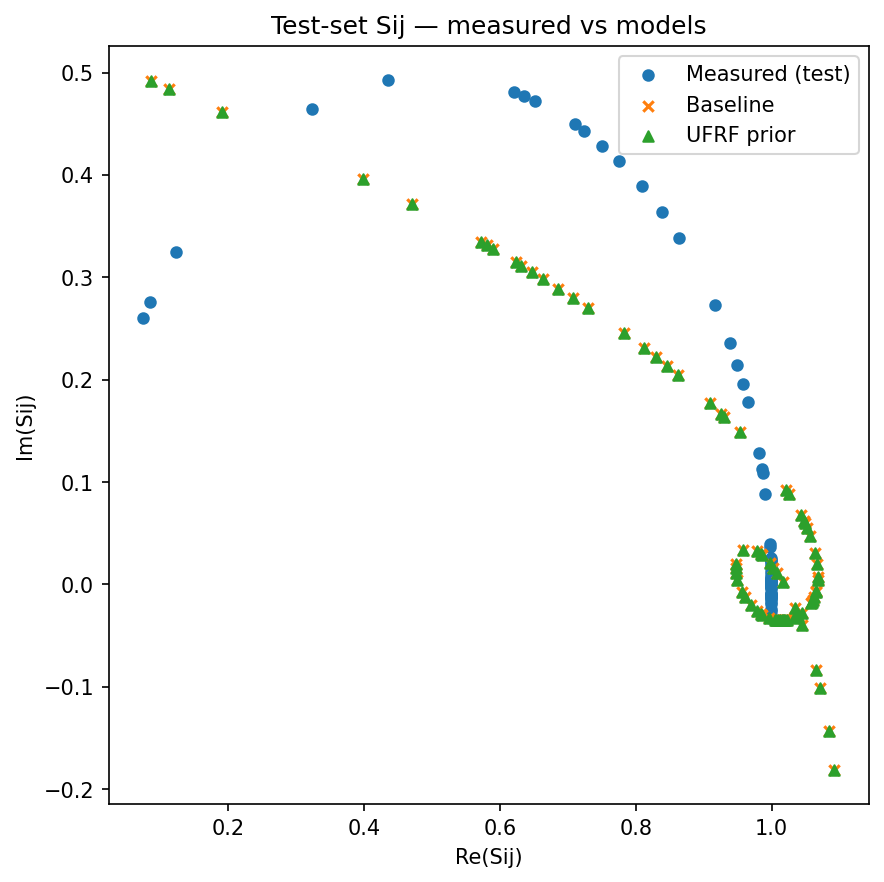 Test-set Sij — measured vs models
Measured (test)
Baseline
UFRF prior
0.5
0.4
0.3
0.2
0.1
0.0
−0.1
−0.2
Im(Sij)
0.2
0.4
0.6
0.8
1.0
Re(Sij)